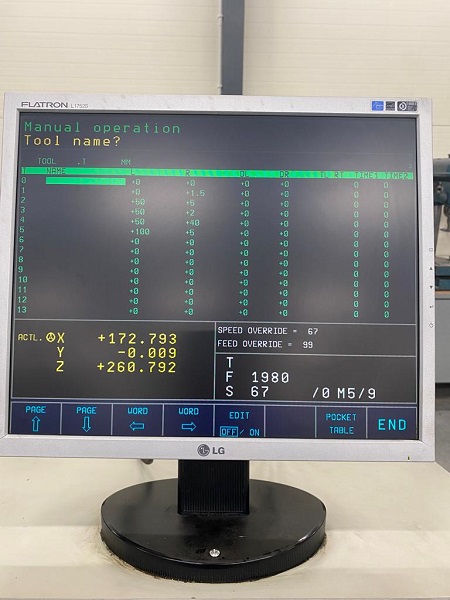 FLATRON L1752S
Manual operation
Tool name?
TOOL .T MM
T NAME L R DL DR TL RT TIME1 TIME2
0 +0 +0 +0 +0 0 0
1 +0 +1.5 +0 +0 0 0
2 +50 +5 +0 +0 0 0
3 +50 +2 +0 +0 0 0
4 +50 +40 +0 +0 0 0
5 +100 +5 +0 +0 0 0
6 +0 +0 +0 +0 0 0
7 +0 +0 +0 +0 0 0
8 +0 +0 +0 +0 0 0
9 +0 +0 +0 +0 0 0
10 +0 +0 +0 +0 0 0
11 +0 +0 +0 +0 0 0
12 +0 +0 +0 +0 0 0
13 +0 +0 +0 +0 0 0
ACTL. X +172.793
Y -0.009
Z +260.792
SPEED OVERRIDE = 67
FEED OVERRIDE = 99
T
F 1980
S 67 /0 M5/9
PAGE PAGE WORD WORD EDIT POCKET TABLE END
⇑ ⇓ ⇐ ⇒ OFF / ON
LG